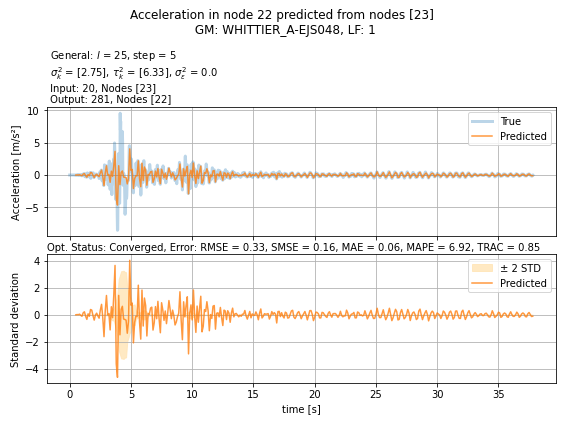 Acceleration in node 22 predicted from nodes [23]
GM: WHITTIER_A-EJS048, LF: 1
General: l = 25, step = 5
σ²ₖ = [2.75], τ²ₖ = [6.33], σ²ε = 0.0
Input: 20, Nodes [23]
Output: 281, Nodes [22]
Acceleration [m/s²]
10
5
0
−5
True
Predicted
Opt. Status: Converged, Error: RMSE = 0.33, SMSE = 0.16, MAE = 0.06, MAPE = 6.92, TRAC = 0.85
Standard deviation
4
2
0
−2
−4
± 2 STD
Predicted
0 5 10 15 20 25 30 35
time [s]